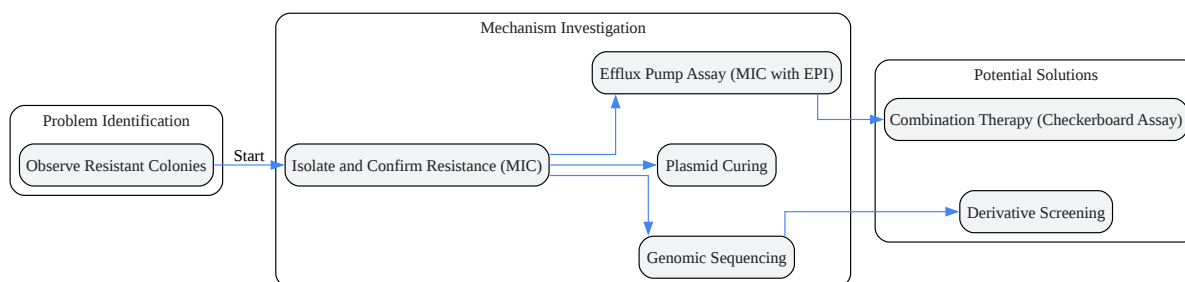 Mechanism Investigation
Efflux Pump Assay (MIC with EPI)
Potential Solutions
Problem Identification
Combination Therapy (Checkerboard Assay)
Start
Observe Resistant Colonies
Isolate and Confirm Resistance (MIC)
Plasmid Curing
Derivative Screening
Genomic Sequencing